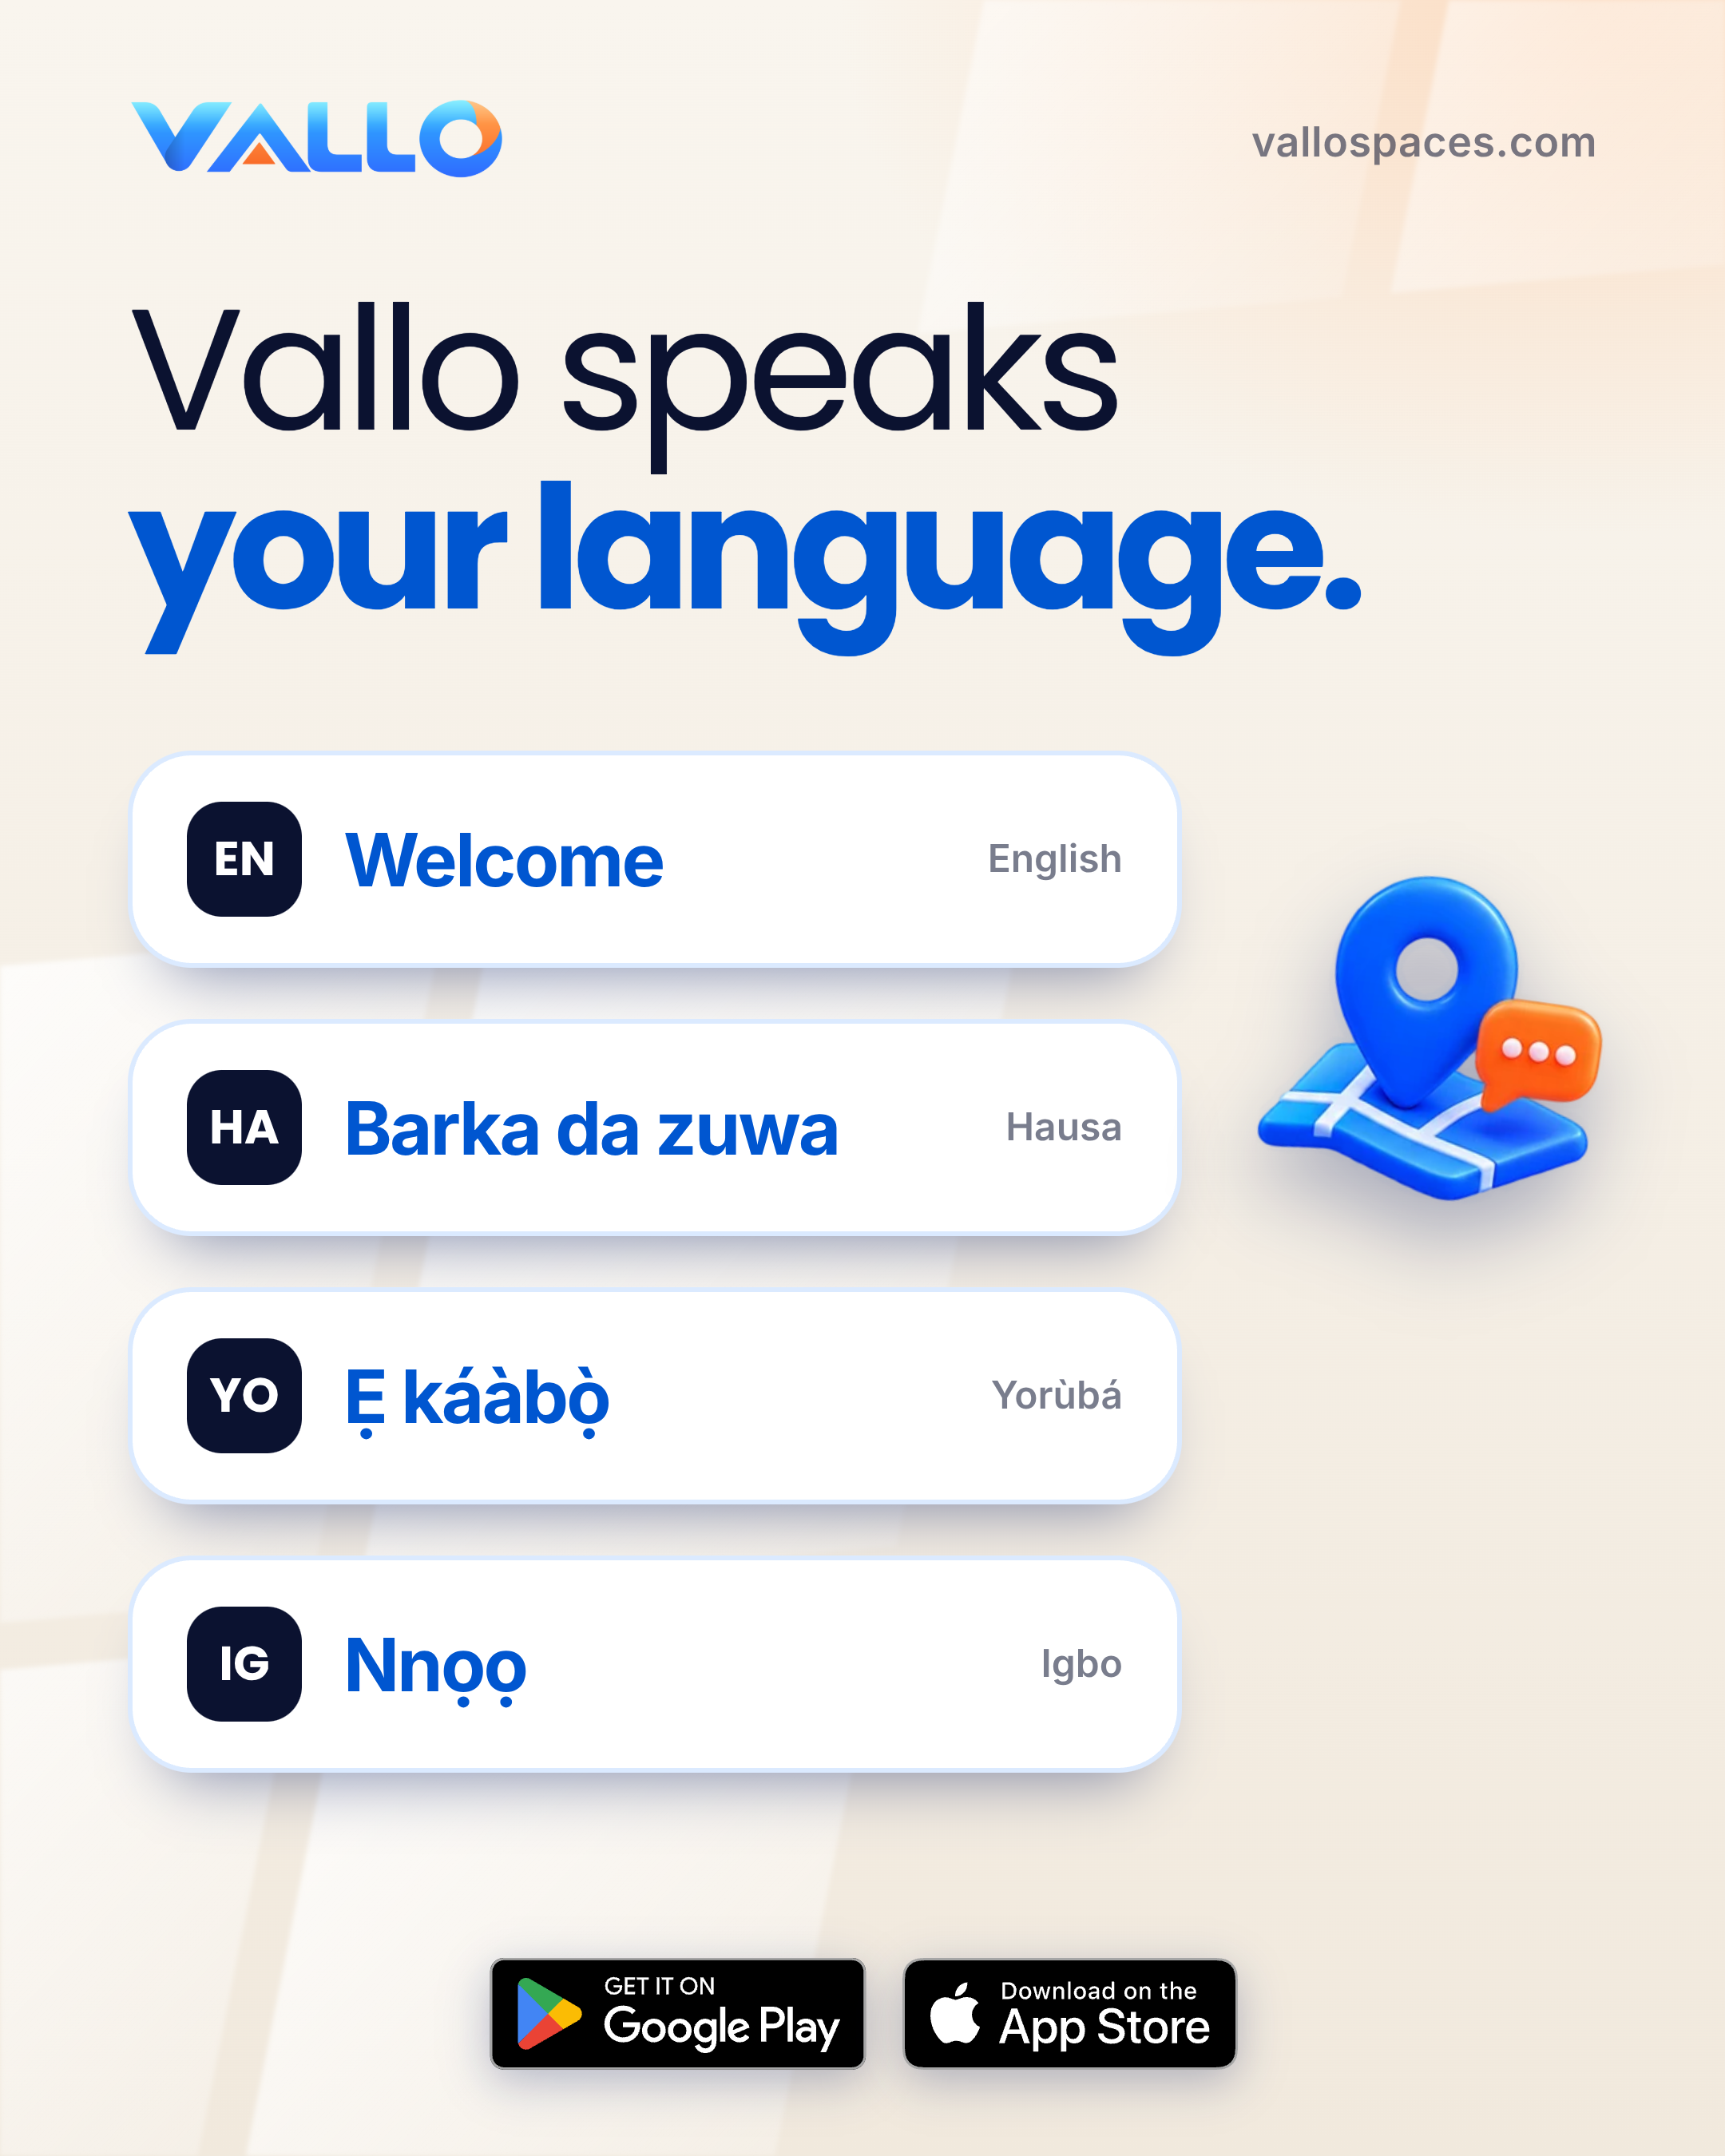 VALLO
vallospaces.com
Vallo speaks
your language.
EN Welcome English
HA Barka da zuwa Hausa
YO Ẹ káàbọ̀ Yorùbá
IG Nnọọ Igbo
GET IT ON
Google Play
Download on the
App Store